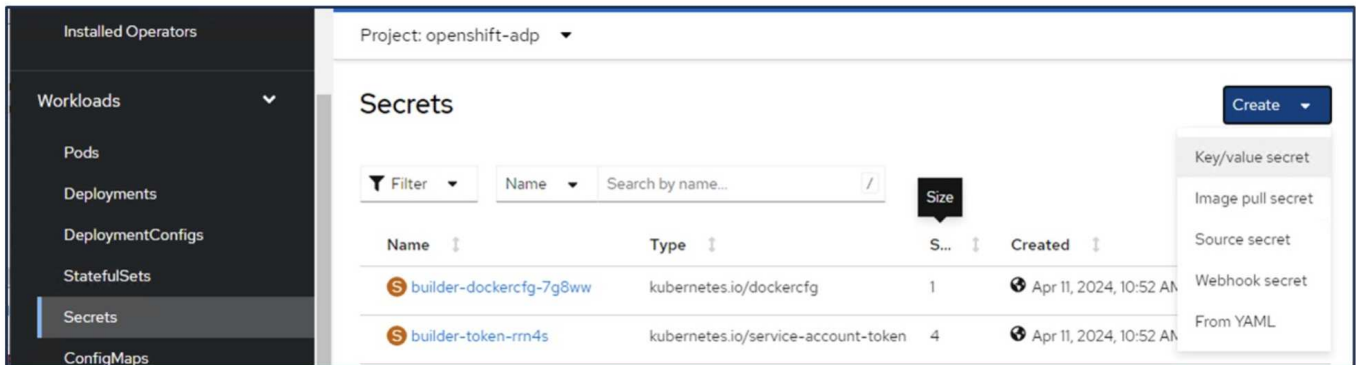 Installed Operators
Workloads
Pods
Deployments
DeploymentConfigs
StatefulSets
Secrets
ConfigMaps
Project: openshift-adp
Secrets
Create
Key/value secret
Image pull secret
Source secret
Webhook secret
From YAML
Filter Name Search by name... /
Size
Name Type S... Created
S builder-dockercfg-7g8ww kubernetes.io/dockercfg 1 Apr 11, 2024, 10:52 AM
S builder-token-rrn4s kubernetes.io/service-account-token 4 Apr 11, 2024, 10:52 AM